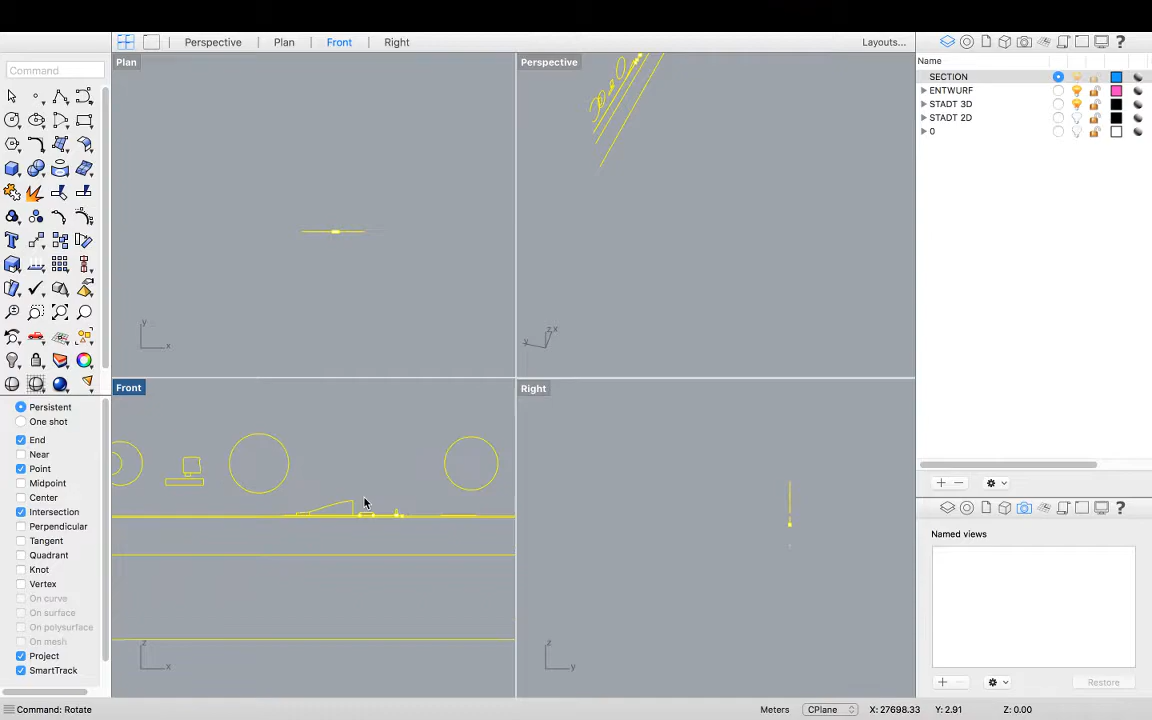 Perspective Plan Front Right Layouts...
Command
Plan
Perspective
y
x
z x
y
Front
Right
z
x
z
y
Persistent
One shot
End
Near
Point
Midpoint
Center
Intersection
Perpendicular
Tangent
Quadrant
Knot
Vertex
On curve
On surface
On polysurface
On mesh
Project
SmartTrack
Name
SECTION
ENTWURF
STADT 3D
STADT 2D
0
Named views
Restore
Command: Rotate Meters CPlane X: 27698.33 Y: 2.91 Z: 0.00